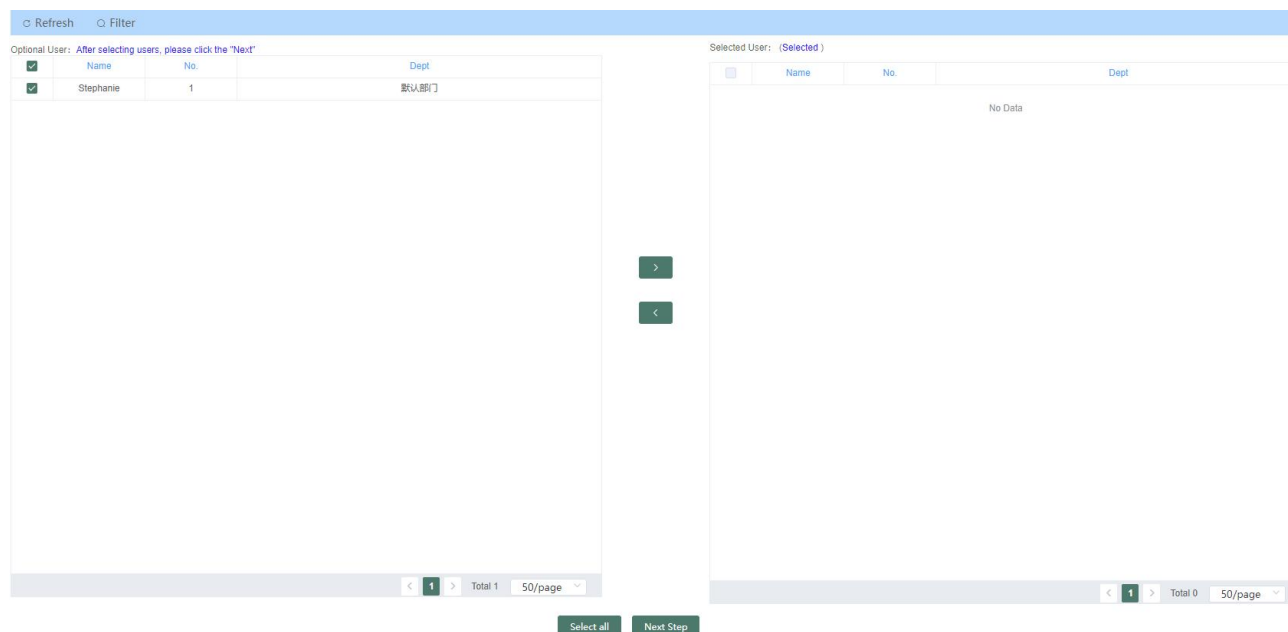 Refresh Filter
Optional User: After selecting users, please click the "Next"
Name No. Dept
Stephanie 1 默认部门
1 Total 1 50/page
Selected User: (Selected )
Name No. Dept
No Data
1 Total 0 50/page
Select all Next Step